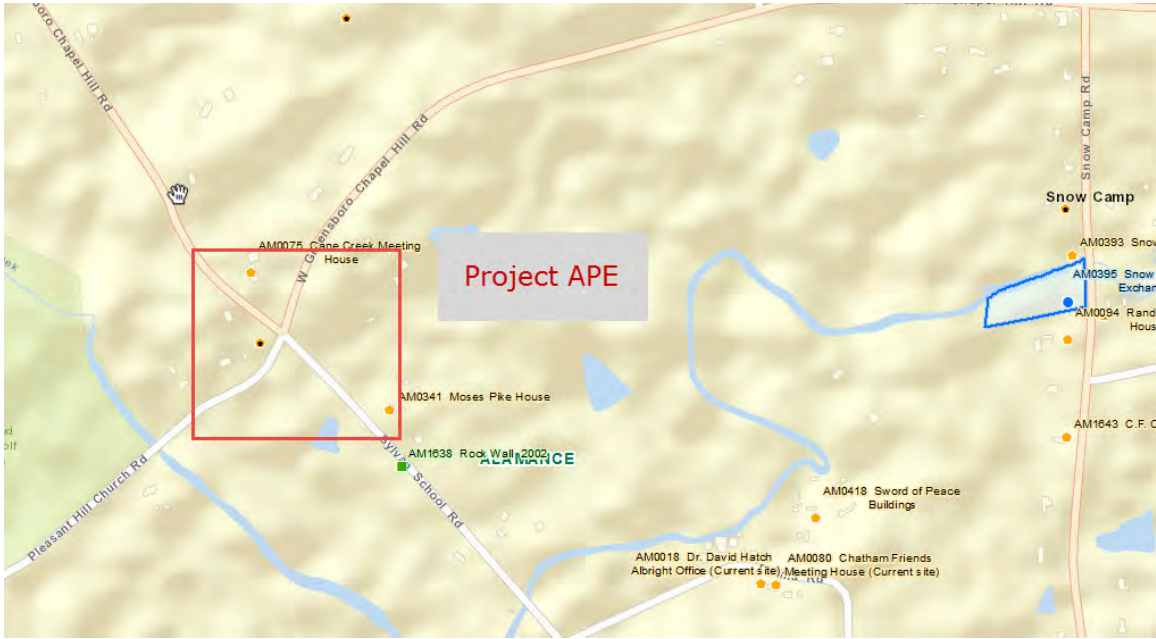 boro Chapel Hill Rd
W Greensboro Chapel Hill Rd
Snow Camp Rd
Snow Camp
AM0075 Cane Creek Meeting
House
Project APE
AM0393 Snow
AM0395 Snow
Exchan
AM0094 Rand
Hous
AM0341 Moses Pike House
AM1643 C.F. C
AM1638 Rock Wall 2002
ALAMANCE
Sylvan School Rd
Pleasant Hill Church Rd
AM0418 Sword of Peace
Buildings
AM0018 Dr. David Hatch
Albright Office (Current site)
AM0080 Chatham Friends
Meeting House (Current site)
Rd